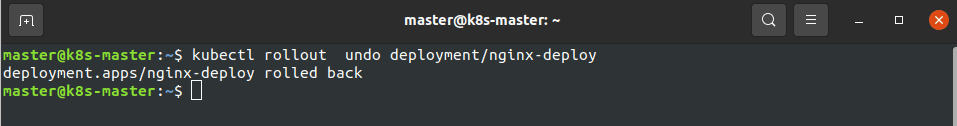 master@k8s-master: ~
master@k8s-master:~$ kubectl rollout  undo deployment/nginx-deploy
deployment.apps/nginx-deploy rolled back
master@k8s-master:~$